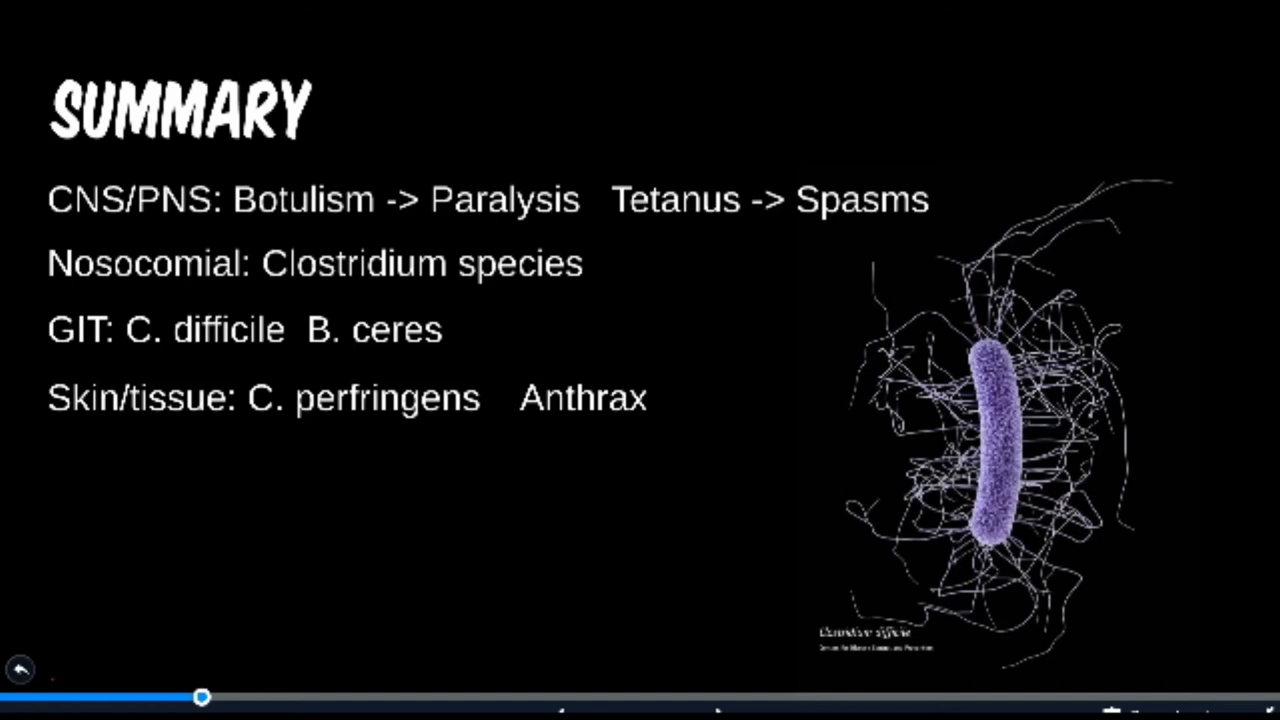 SUMMARY
CNS/PNS: Botulism -> Paralysis Tetanus -> Spasms
Nosocomial: Clostridium species
GIT: C. difficile B. ceres
Skin/tissue: C. perfringens Anthrax
Clostridium difficile